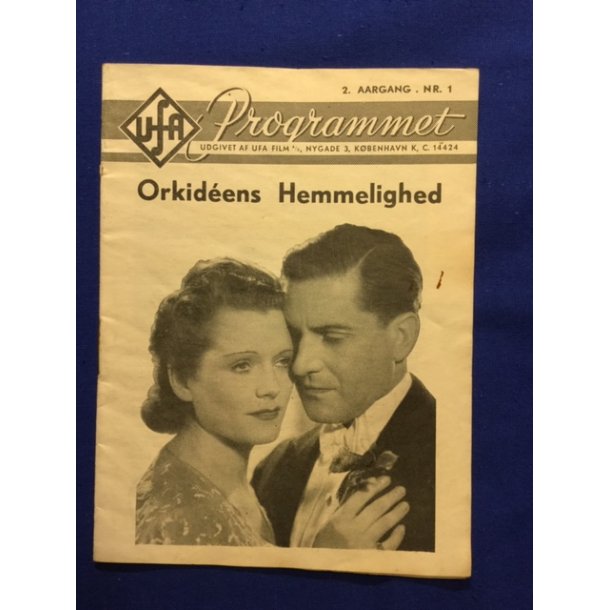 2. AARGANG . NR. 1
UFA
Programmet
UDGIVET AF UFA FILM A/S, NYGADE 3, KØBENHAVN K, C. 14424
Orkidéens Hemmelighed